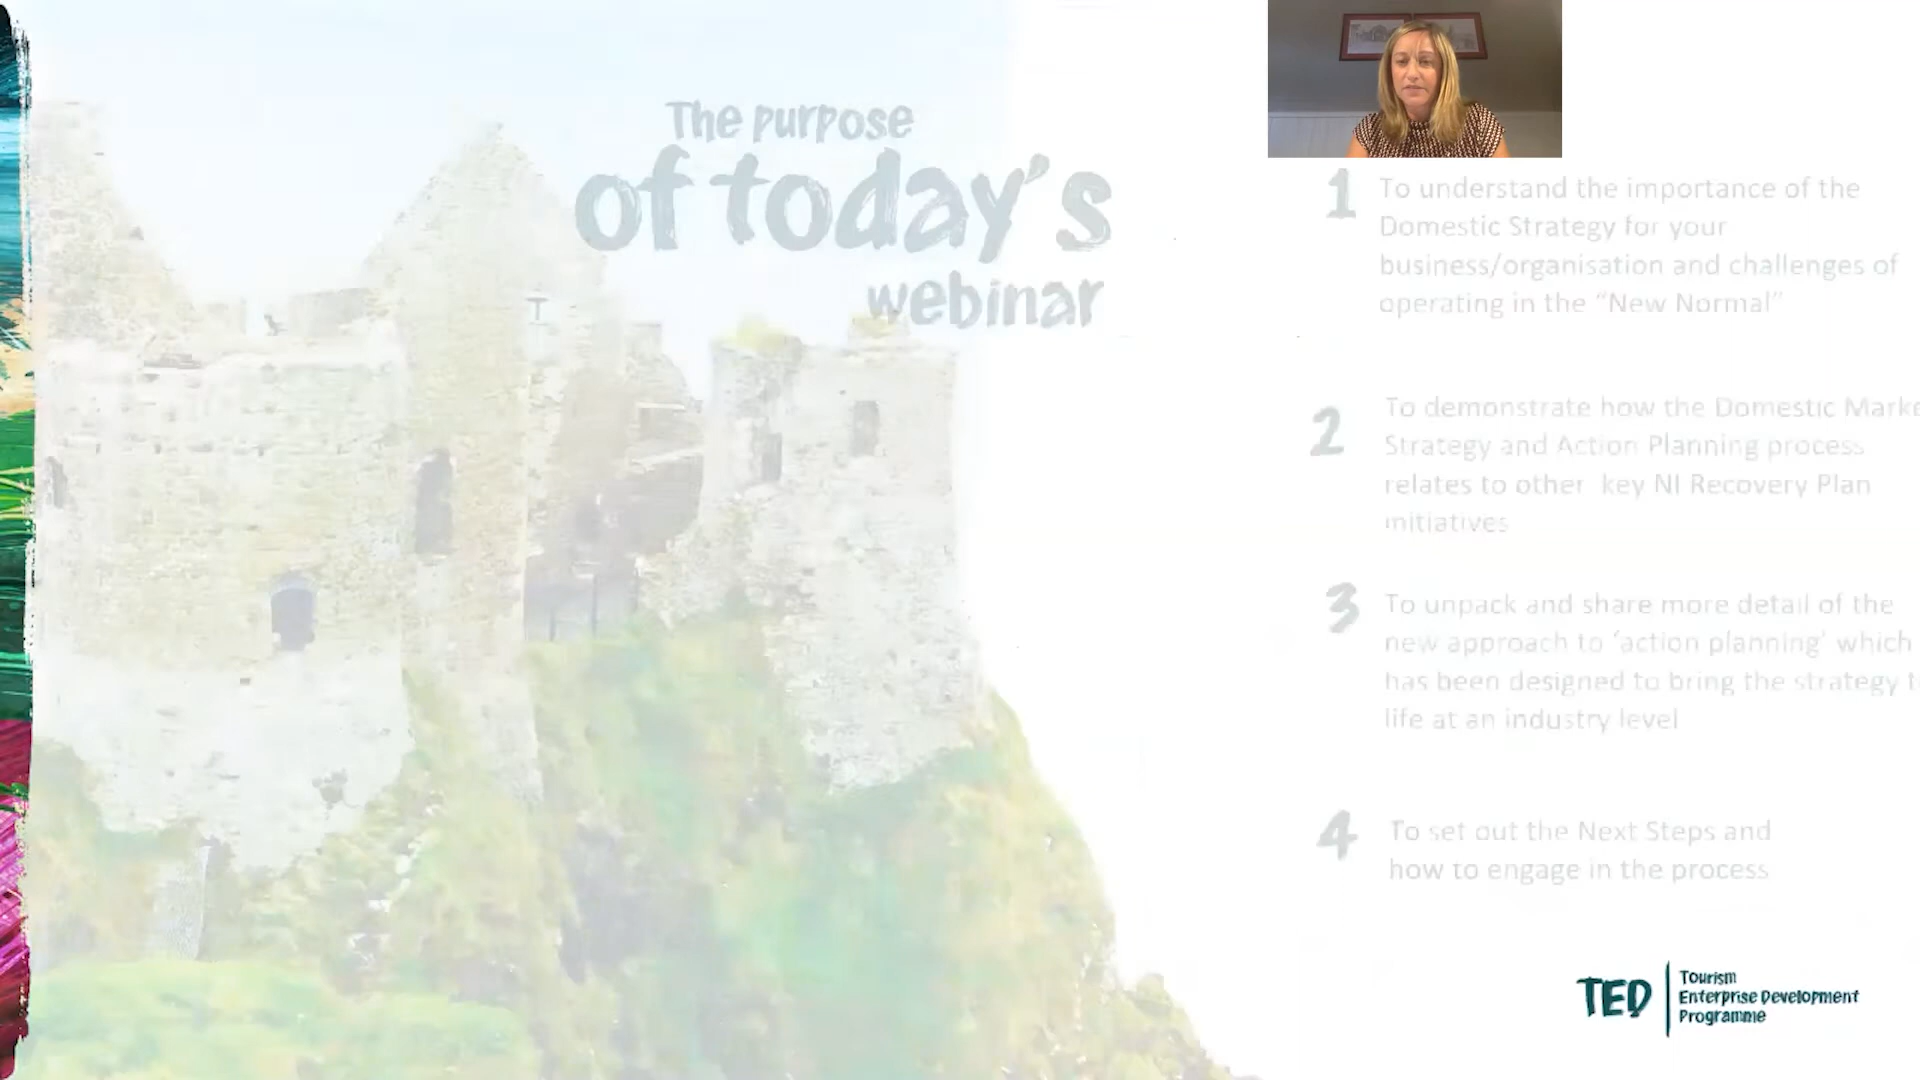 The purpose
of today's
webinar
1
To understand the importance of the
Domestic Strategy for your
business/organisation and challenges of
operating in the “New Normal”
2
To demonstrate how the Domestic Marke
Strategy and Action Planning process
relates to other key NI Recovery Plan
initiatives
3
To unpack and share more detail of the
new approach to ‘action planning’ which
has been designed to bring the strategy t
life at an industry level
4
To set out the Next Steps and
how to engage in the process
TED
Tourism
Enterprise Development
Programme